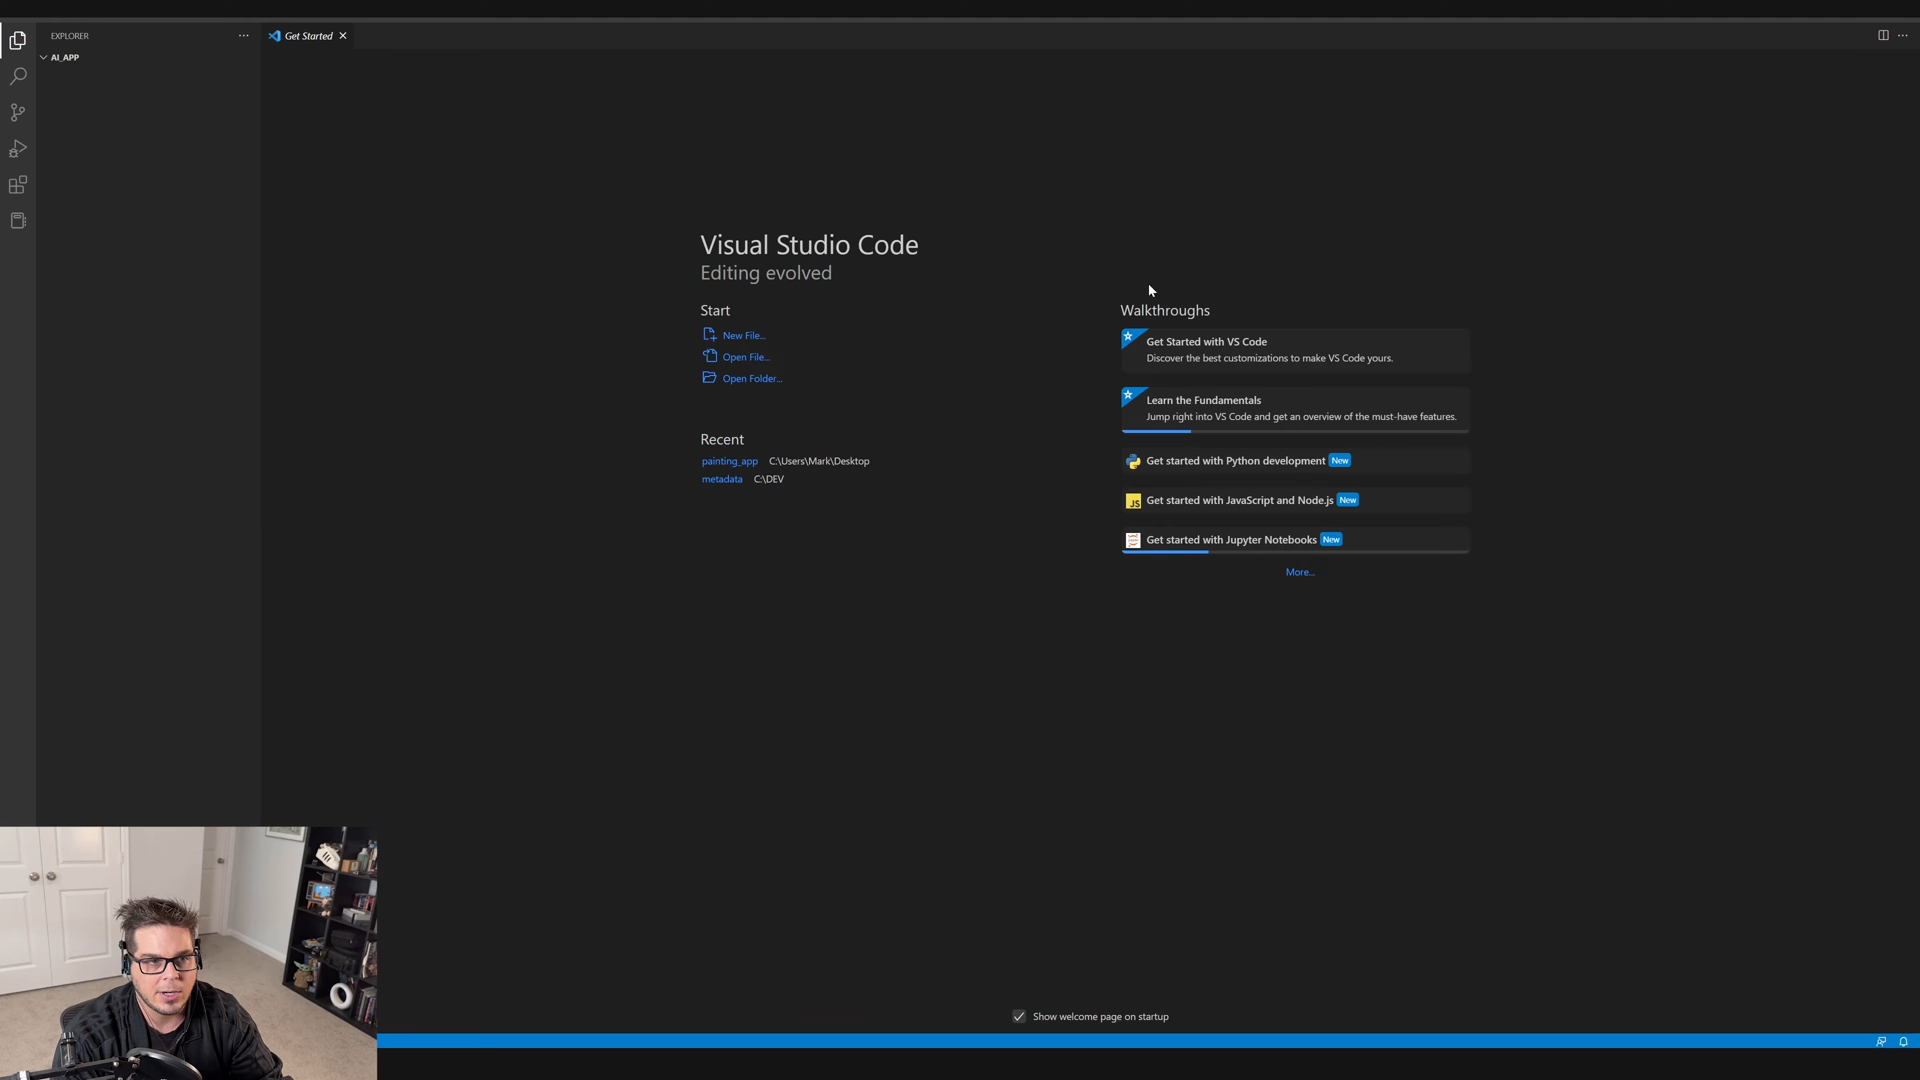 EXPLORER
AI_APP
Get Started
Visual Studio Code
Editing evolved
Start
New File...
Open File...
Open Folder...
Recent
painting_app C:\Users\Mark\Desktop
metadata C:\DEV
Walkthroughs
Get Started with VS Code
Discover the best customizations to make VS Code yours.
Learn the Fundamentals
Jump right into VS Code and get an overview of the must-have features.
Get started with Python development New
JS Get started with JavaScript and Node.js New
Get started with Jupyter Notebooks New
More...
Show welcome page on startup